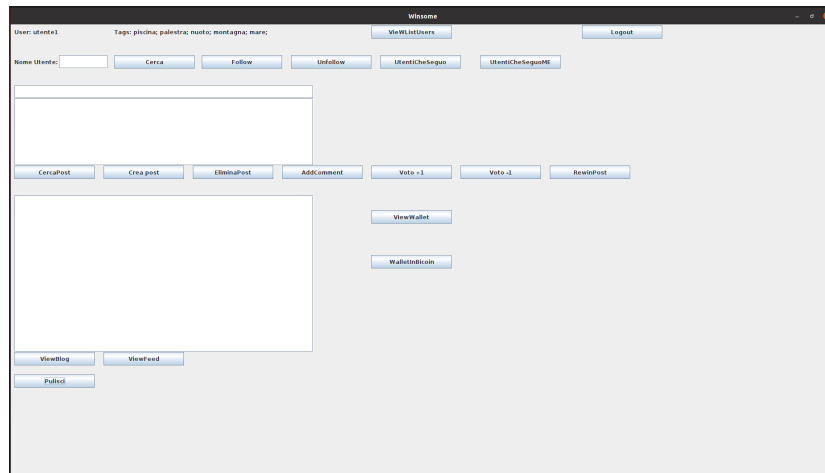 Winsome
User: utente1 Tags: piscina; palestra; nuoto; montagna; mare; VieWListUsers Logout
Nome Utente: Cerca Follow Unfollow UtentiCheSeguo UtentiCheSeguoME
CercaPost Crea post EliminaPost AddComment Voto +1 Voto -1 RewinPost
ViewWallet
WalletInBicoin
ViewBlog ViewFeed
Pulisci